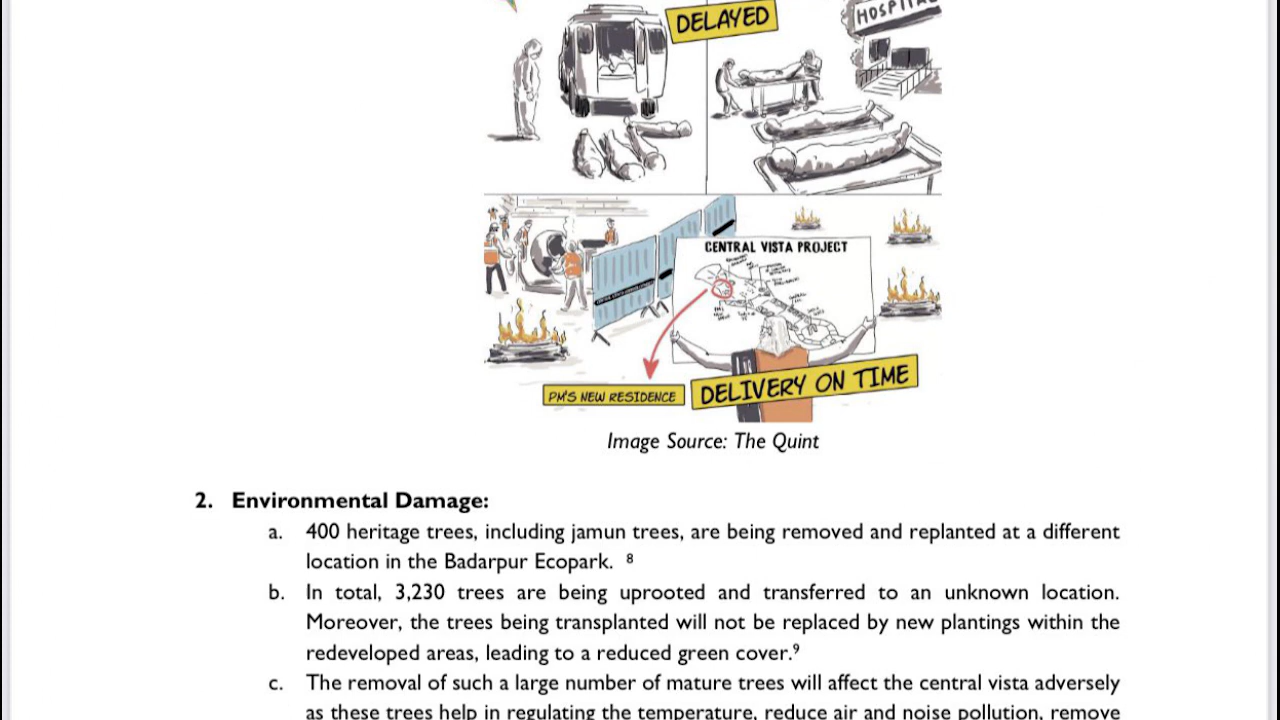 DELAYED
HOSPITAL
CENTRAL VISTA PROJECT
PM'S NEW RESIDENCE
DELIVERY ON TIME
Image Source: The Quint
2. Environmental Damage:
a. 400 heritage trees, including jamun trees, are being removed and replanted at a different
location in the Badarpur Ecopark. 8
b. In total, 3,230 trees are being uprooted and transferred to an unknown location.
Moreover, the trees being transplanted will not be replaced by new plantings within the
redeveloped areas, leading to a reduced green cover.9
c. The removal of such a large number of mature trees will affect the central vista adversely
as these trees help in regulating the temperature, reduce air and noise pollution, remove